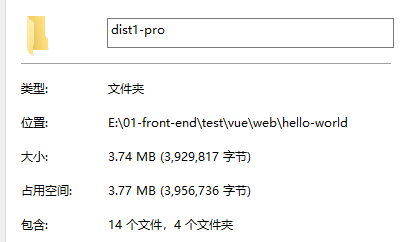 dist1-pro
类型: 文件夹
位置: E:\01-front-end\test\vue\web\hello-world
大小: 3.74 MB (3,929,817 字节)
占用空间: 3.77 MB (3,956,736 字节)
包含: 14 个文件，4 个文件夹